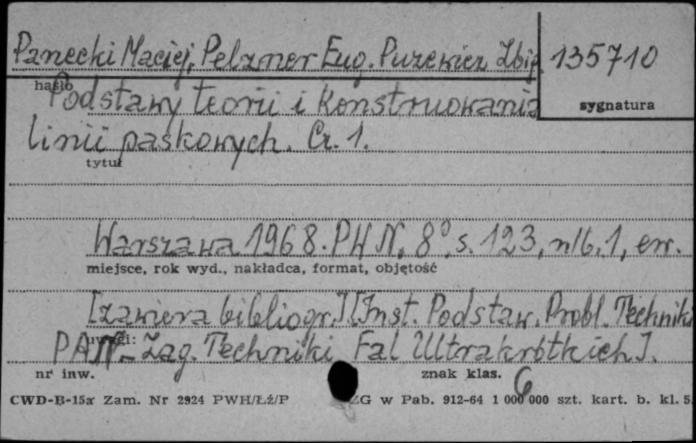 Panecki Maciej, Pelzner Eug. Puzewicz Zbig. 135710
hasło
sygnatura
Podstawy teorii i konstruowania
linii paskowych. Cz. 1.
tytuł
Warszawa 1968. PWN, 8°, s. 123, nlb. 1, err.
miejsce, rok wyd., nakładca, format, objętość
[zawiera bibliogr.] [Inst. Podstaw. Probl. Techniki
uwagi:
PAN – Zag. Techniki Fal Ultrakrótkich].
nr inw. znak klas.
6
CWD-B-15a Zam. Nr 2924 PWH/Łź/P ZG w Pab. 912-64 1 000 000 szt. kart. b. kl. 5